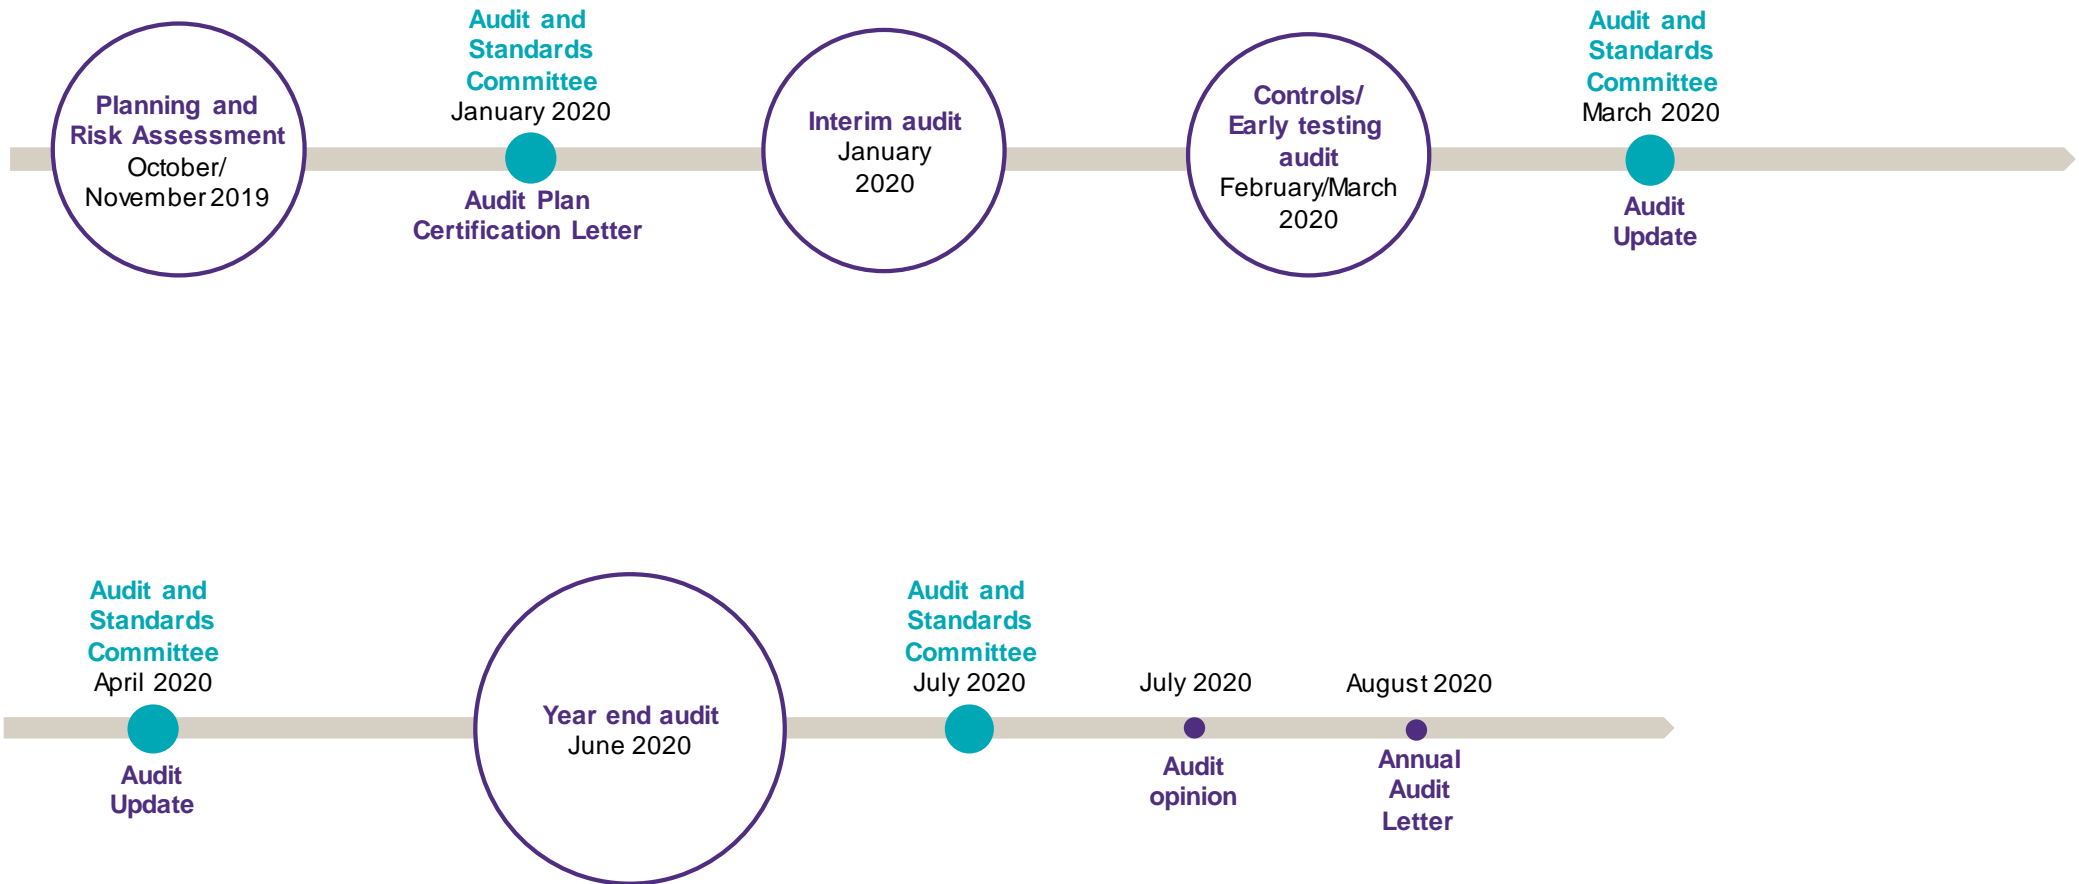 Planning and
Risk Assessment
October/
November 2019
Audit and
Standards
Committee
January 2020
Audit Plan
Certification Letter
Interim audit
January
2020
Controls/
Early testing
audit
February/March
2020
Audit and
Standards
Committee
March 2020
Audit
Update
Audit and
Standards
Committee
April 2020
Audit
Update
Year end audit
June 2020
Audit and
Standards
Committee
July 2020
July 2020
Audit
opinion
August 2020
Annual
Audit
Letter